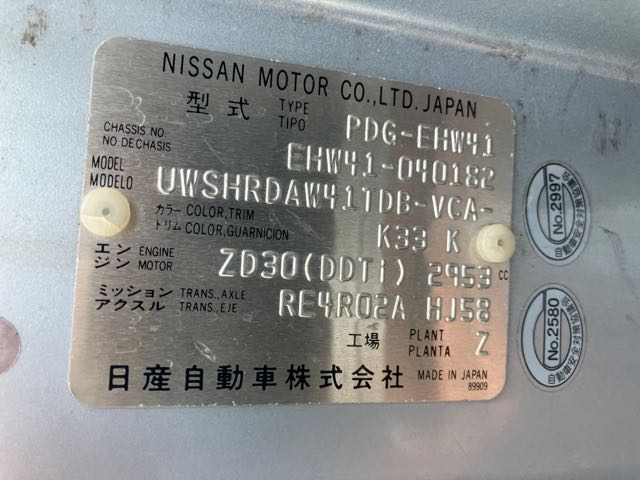 NISSAN MOTOR CO.,LTD. JAPAN
型式 TYPE TIPO PDG-EHW41
CHASSIS NO. NO.DECHASIS EHW41-040182
MODEL MODELO UWSHRDAW41TDB-VCA-
カラー COLOR,TRIM
トリム COLOR,GUARNICION K33 K
エンジン ENGINE MOTOR ZD30(DDTi) 2953 CC
ミッション TRANS.,AXLE
アクスル TRANS.,EJE RE4R02A HJ58
工場 PLANT PLANTA Z
日産自動車株式会社 MADE IN JAPAN
89909
No.2997
No.2580